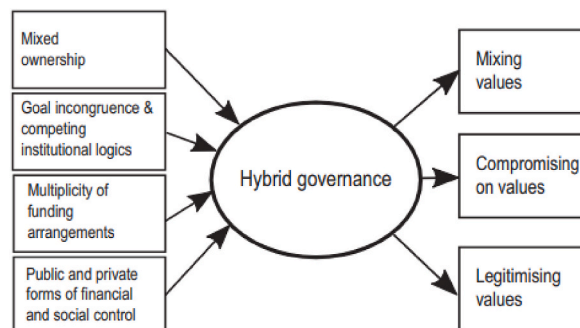 Mixed
ownership
Goal incongruence &
competing
institutional logics
Multiplicity of
funding
arrangements
Public and private
forms of financial
and social control
Hybrid governance
Mixing
values
Compromising
on values
Legitimising
values